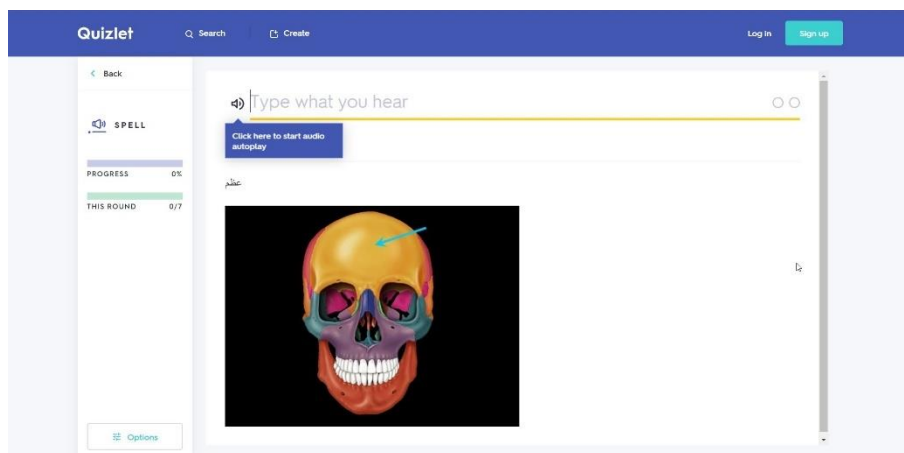 Quizlet
Search
Create
Log In
Sign up
Back
SPELL
PROGRESS 0%
THIS ROUND 0/7
Options
Type what you hear
Click here to start audio
autoplay
عظم